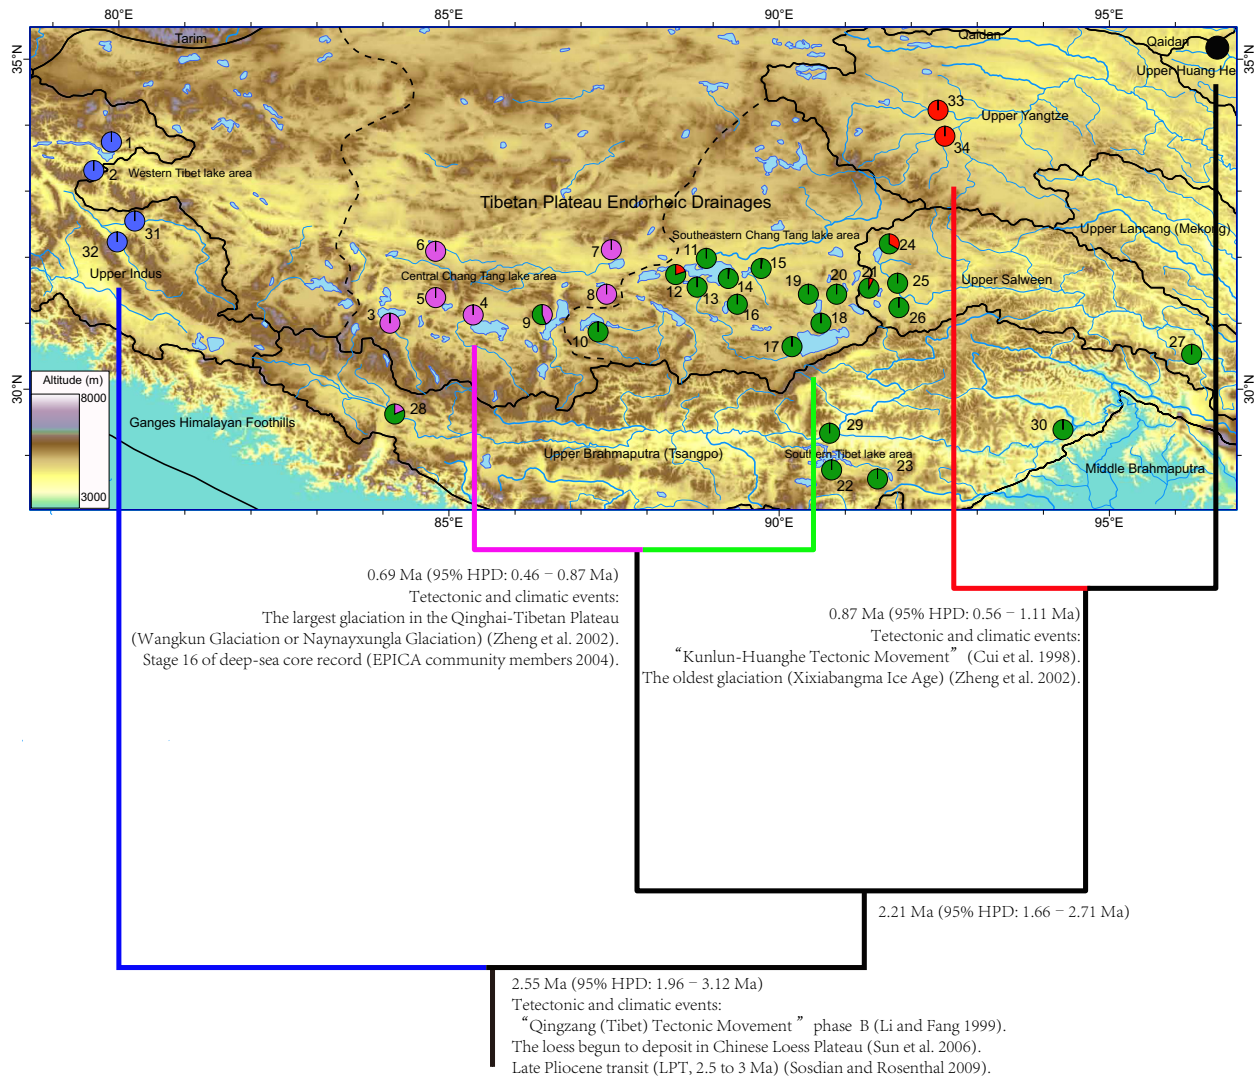 80°E
85°E
90°E
95°E
Tarim
Qaidan
Qaidan
35°N
35°N
Upper Huang He
33
Upper Yangtze
1
34
2
Western Tibet lake area
Tibetan Plateau Endorheic Drainages
31
Upper Lancang (Mekong)
32
6
7
11
Southeastern Chang Tang lake area
24
Upper Indus
Central Chang Tang lake area
15
20
21
25
Upper Salween
5
8
12
13
14
19
4
16
26
3
9
18
10
17
27
30°N
30°N
Altitude (m)
8000
3000
28
Ganges Himalayan Foothills
29
30
Upper Brahmaputra (Tsangpo)
Southern Tibet lake area
23
Middle Brahmaputra
22
85°E
90°E
95°E
0.69 Ma (95% HPD: 0.46 – 0.87 Ma)
Tetectonic and climatic events:
The largest glaciation in the Qinghai-Tibetan Plateau
(Wangkun Glaciation or Naynayxungla Glaciation) (Zheng et al. 2002).
Stage 16 of deep-sea core record (EPICA community members 2004).
0.87 Ma (95% HPD: 0.56 – 1.11 Ma)
Tetectonic and climatic events:
“Kunlun-Huanghe Tectonic Movement” (Cui et al. 1998).
The oldest glaciation (Xixiabangma Ice Age) (Zheng et al. 2002).
2.21 Ma (95% HPD: 1.66 – 2.71 Ma)
2.55 Ma (95% HPD: 1.96 – 3.12 Ma)
Tetectonic and climatic events:
“Qingzang (Tibet) Tectonic Movement ” phase B (Li and Fang 1999).
The loess begun to deposit in Chinese Loess Plateau (Sun et al. 2006).
Late Pliocene transit (LPT, 2.5 to 3 Ma) (Sosdian and Rosenthal 2009).